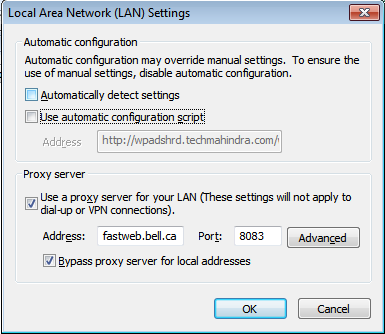 Local Area Network (LAN) Settings
Automatic configuration
Automatic configuration may override manual settings. To ensure the
use of manual settings, disable automatic configuration.
Automatically detect settings
Use automatic configuration script
Address http://wpadshrd.techmahindra.com/
Proxy server
Use a proxy server for your LAN (These settings will not apply to
dial-up or VPN connections).
Address: fastweb.bell.ca Port: 8083 Advanced
Bypass proxy server for local addresses
OK Cancel